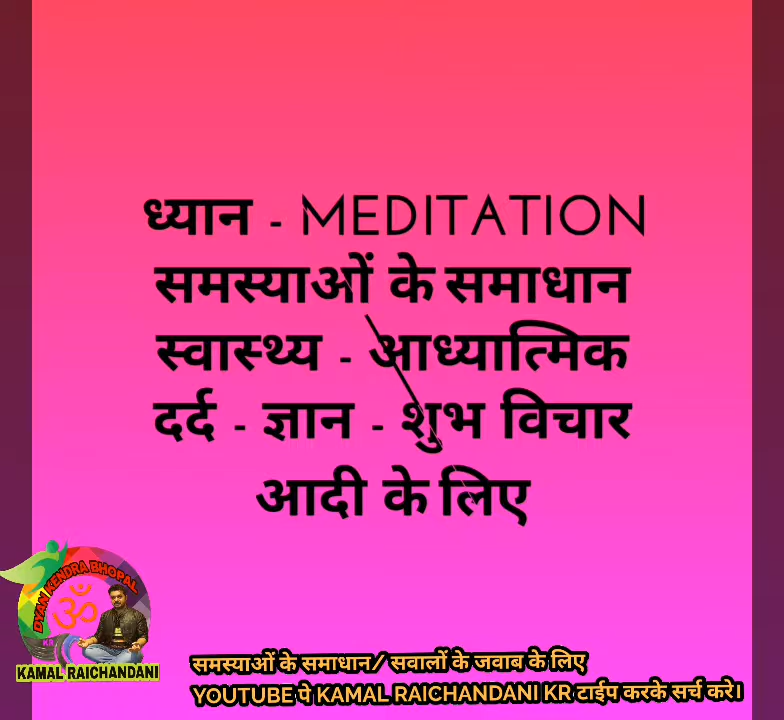 ध्यान - MEDITATION
समस्याओं के समाधान
स्वास्थ्य - आध्यात्मिक
दर्द - ज्ञान - शुभ विचार
आदी के लिए
DYAN KENDRA BHOPAL
ॐ
KR
KAMAL RAICHANDANI
समस्याओं के समाधान/ सवालों के जवाब के लिए
YOUTUBE पे KAMAL RAICHANDANI KR टाईप करके सर्च करे।